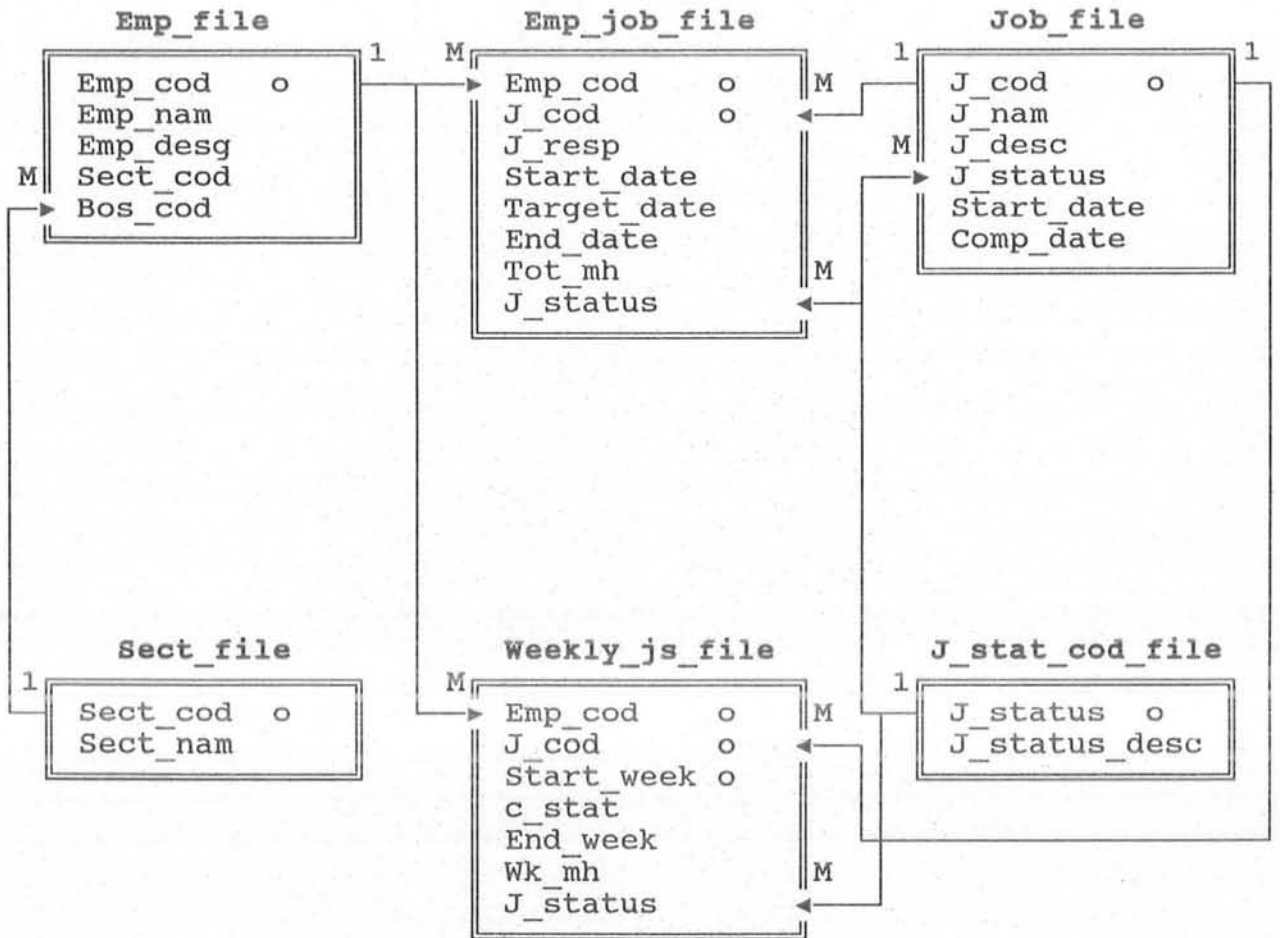 Emp_file
1
Emp_cod o
Emp_nam
Emp_desg
M Sect_cod
Bos_cod
Emp_job_file
M
Emp_cod o M
J_cod o
J_resp
Start_date
Target_date
End_date
Tot_mh M
J_status
Job_file
1 1
J_cod o
J_nam
M J_desc
J_status
Start_date
Comp_date
Sect_file
1
Sect_cod o
Sect_nam
Weekly_js_file
M
Emp_cod o M
J_cod o
Start_week o
c_stat
End_week
Wk_mh M
J_status
J_stat_cod_file
1
J_status o
J_status_desc